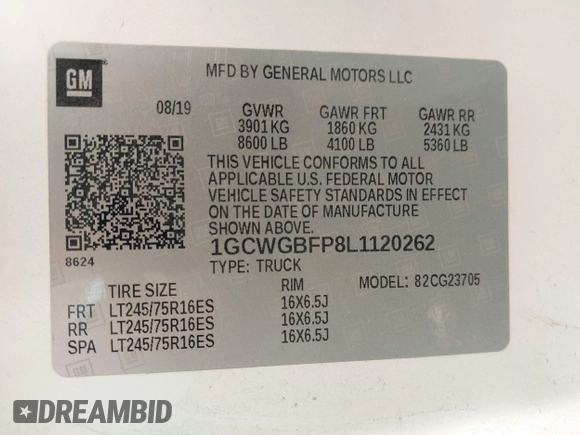 GM
MFD BY GENERAL MOTORS LLC
08/19 GVWR GAWR FRT GAWR RR
3901 KG 1860 KG 2431 KG
8600 LB 4100 LB 5360 LB
THIS VEHICLE CONFORMS TO ALL
APPLICABLE U.S. FEDERAL MOTOR
VEHICLE SAFETY STANDARDS IN EFFECT
ON THE DATE OF MANUFACTURE
SHOWN ABOVE.
8624 1GCWGBFP8L1120262
TYPE: TRUCK MODEL: 82CG23705
TIRE SIZE RIM
FRT LT245/75R16ES 16X6.5J
RR LT245/75R16ES 16X6.5J
SPA LT245/75R16ES 16X6.5J
DREAMBID